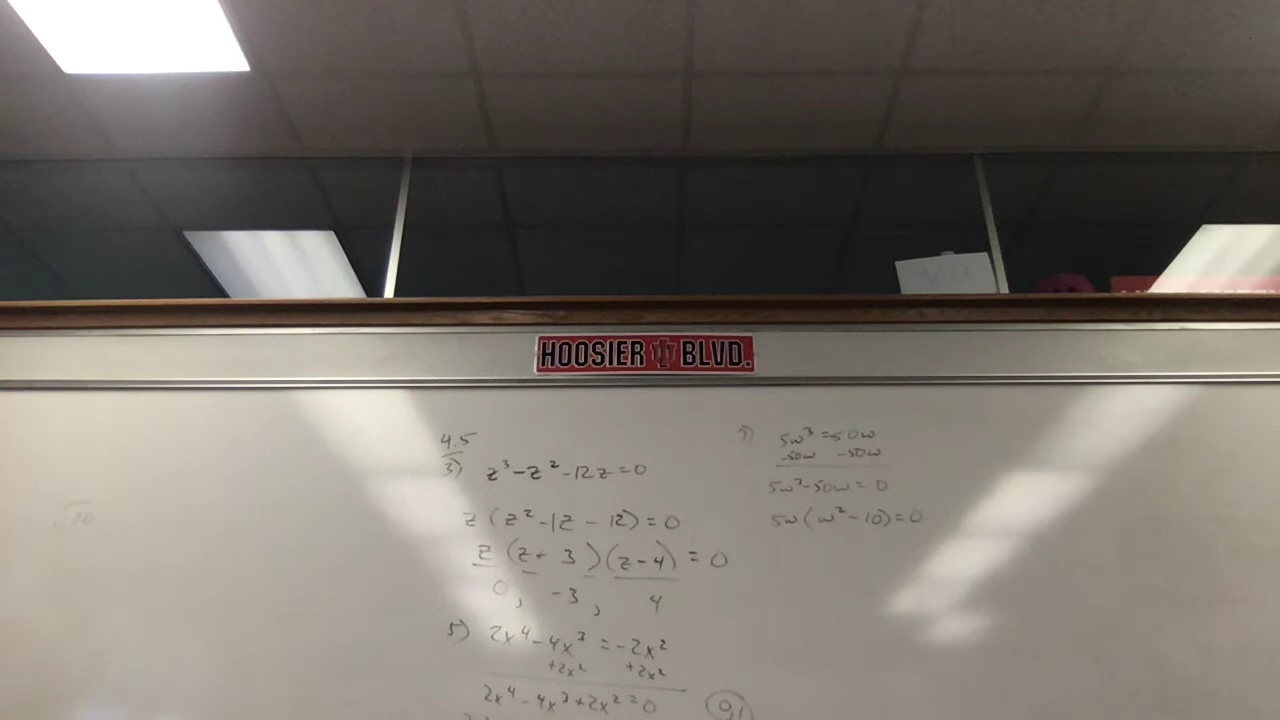 HOOSIER BLVD.
4.5
3) z³-z²-12z=0
z(z²-1z-12)=0
z(z+3)(z-4)=0
0, -3, 4
5) 2x⁴-4x³=-2x²
+2x² +2x²
2x⁴-4x³+2x²=0
0,1
9) 5w³=50w
-50w -50w
5w³-50w=0
5w(w²-10)=0
√10